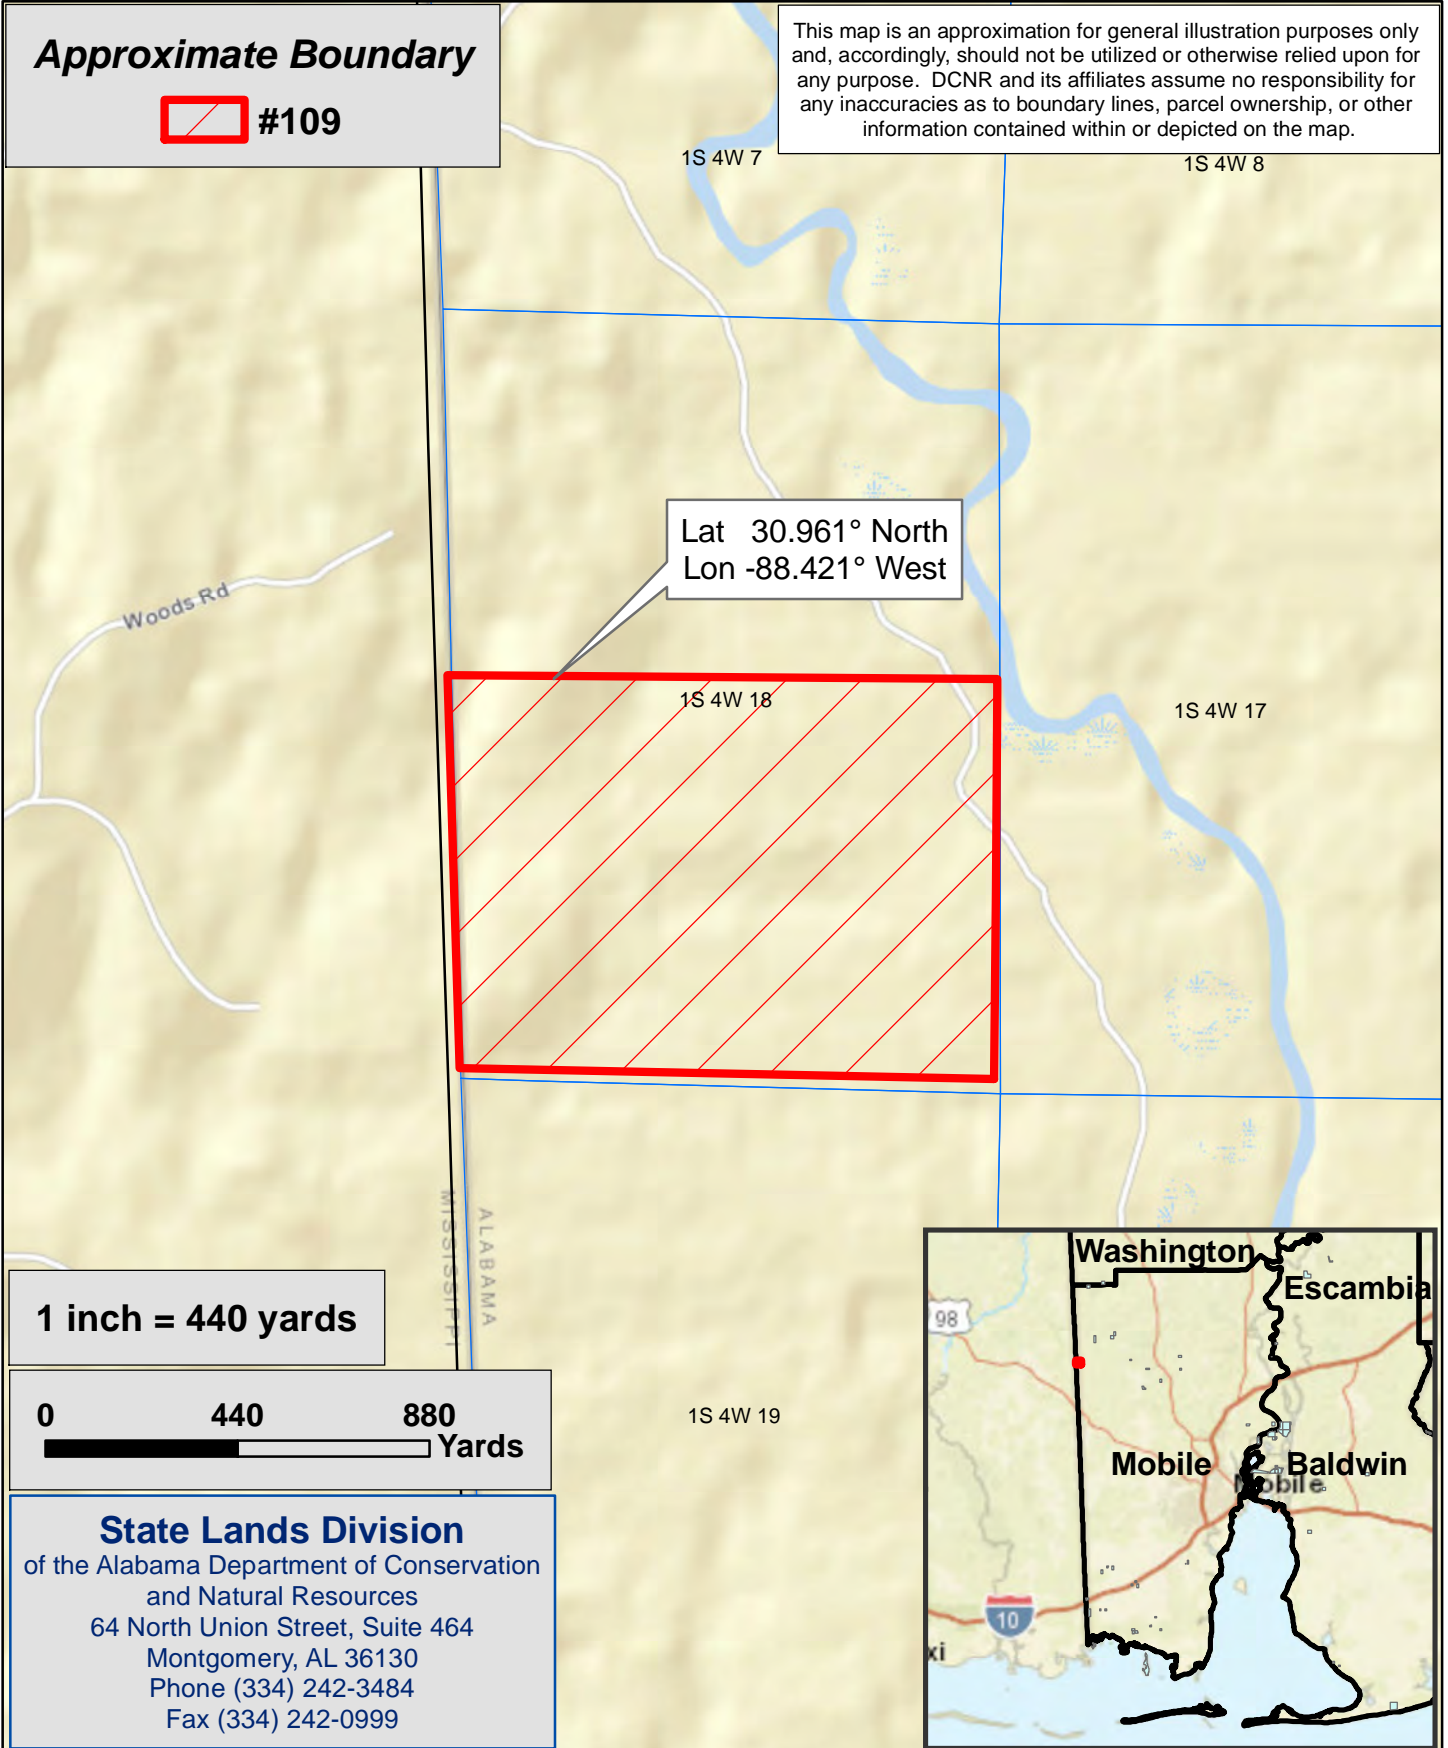 Approximate Boundary
#109
This map is an approximation for general illustration purposes only
and, accordingly, should not be utilized or otherwise relied upon for
any purpose. DCNR and its affiliates assume no responsibility for
any inaccuracies as to boundary lines, parcel ownership, or other
information contained within or depicted on the map.
1S 4W 7
1S 4W 8
Lat 30.961° North
Lon -88.421° West
Woods Rd
1S 4W 18
1S 4W 17
MISSISSIPPI
ALABAMA
1S 4W 19
1 inch = 440 yards
0 440 880
Yards
State Lands Division
of the Alabama Department of Conservation
and Natural Resources
64 North Union Street, Suite 464
Montgomery, AL 36130
Phone (334) 242-3484
Fax (334) 242-0999
Washington
Escambia
98
Mobile
Baldwin
Mobile
10
xi